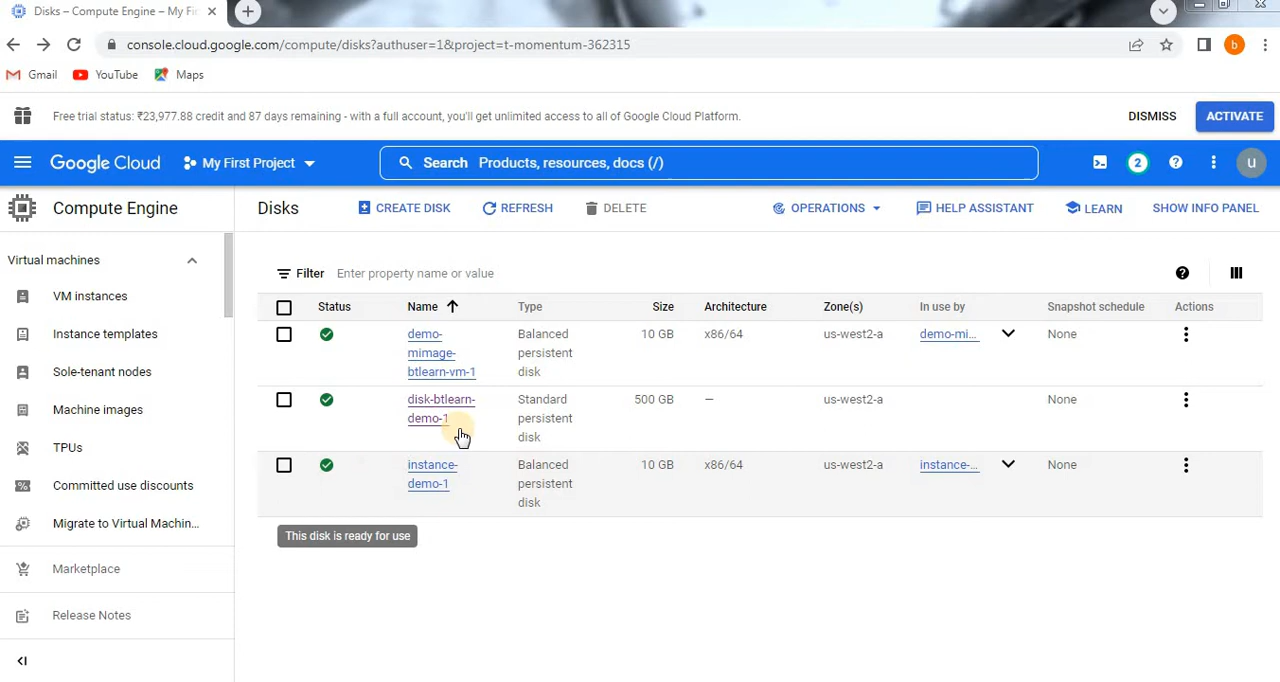 Disks – Compute Engine – My Fir
console.cloud.google.com/compute/disks?authuser=1&project=t-momentum-362315
b
Gmail YouTube Maps
Free trial status: ₹23,977.88 credit and 87 days remaining - with a full account, you'll get unlimited access to all of Google Cloud Platform. DISMISS ACTIVATE
Google Cloud My First Project Search Products, resources, docs (/) 2 u
Compute Engine Disks CREATE DISK REFRESH DELETE OPERATIONS HELP ASSISTANT LEARN SHOW INFO PANEL
Virtual machines
VM instances
Instance templates
Sole-tenant nodes
Machine images
TPUs
Committed use discounts
Migrate to Virtual Machin...
Marketplace
Release Notes
Filter Enter property name or value
Status Name Type Size Architecture Zone(s) In use by Snapshot schedule Actions
demo- Balanced 10 GB x86/64 us-west2-a demo-mi... None
mimage- persistent
btlearn-vm-1 disk
disk-btlearn- Standard 500 GB — us-west2-a None
demo-1 persistent
disk
instance- Balanced 10 GB x86/64 us-west2-a instance-... None
demo-1 persistent
disk
This disk is ready for use